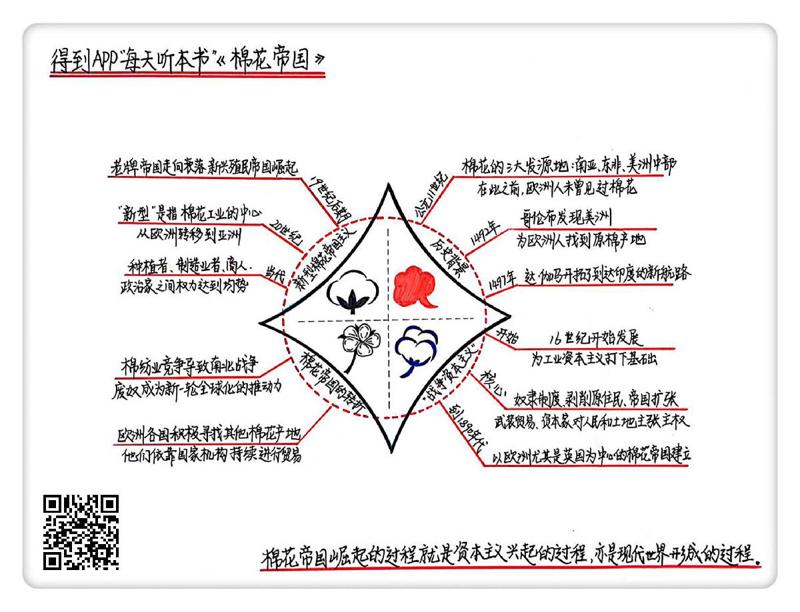 得到APP"每天听本书"《棉花帝国》
公元11世纪
棉花的三大发源地:南亚、东非、美洲中部
在此之前,欧洲人未曾见过棉花
历史背景
1492年
哥伦布发现美洲
为欧洲人找到原棉产地
1497年
达·伽马开拓了到达印度的新航路
"战争资本主义"
开始
16世纪开始发展
为工业资本主义打下基础
核心:
奴隶制度、剥削原住民、帝国扩张
武装贸易、资本家对人民和土地主张主权
到1890年代
以欧洲尤其是英国为中心的棉花帝国建立
棉花帝国的转折
棉纺业竞争导致南北战争
废奴成为新一轮全球化的推动力
欧洲各国积极寻找其他棉花产地
他们依靠国家机构持续进行贸易
新型棉花帝国主义
19世纪后期
老牌帝国走向衰落新兴殖民帝国崛起
20世纪
"新型"是指棉花工业的中心
从欧洲转移到亚洲
当代
种植者、制造业者、商人、
政治家之间权力达到均势
棉花帝国崛起的过程就是资本主义兴起的过程,亦是现代世界形成的过程。